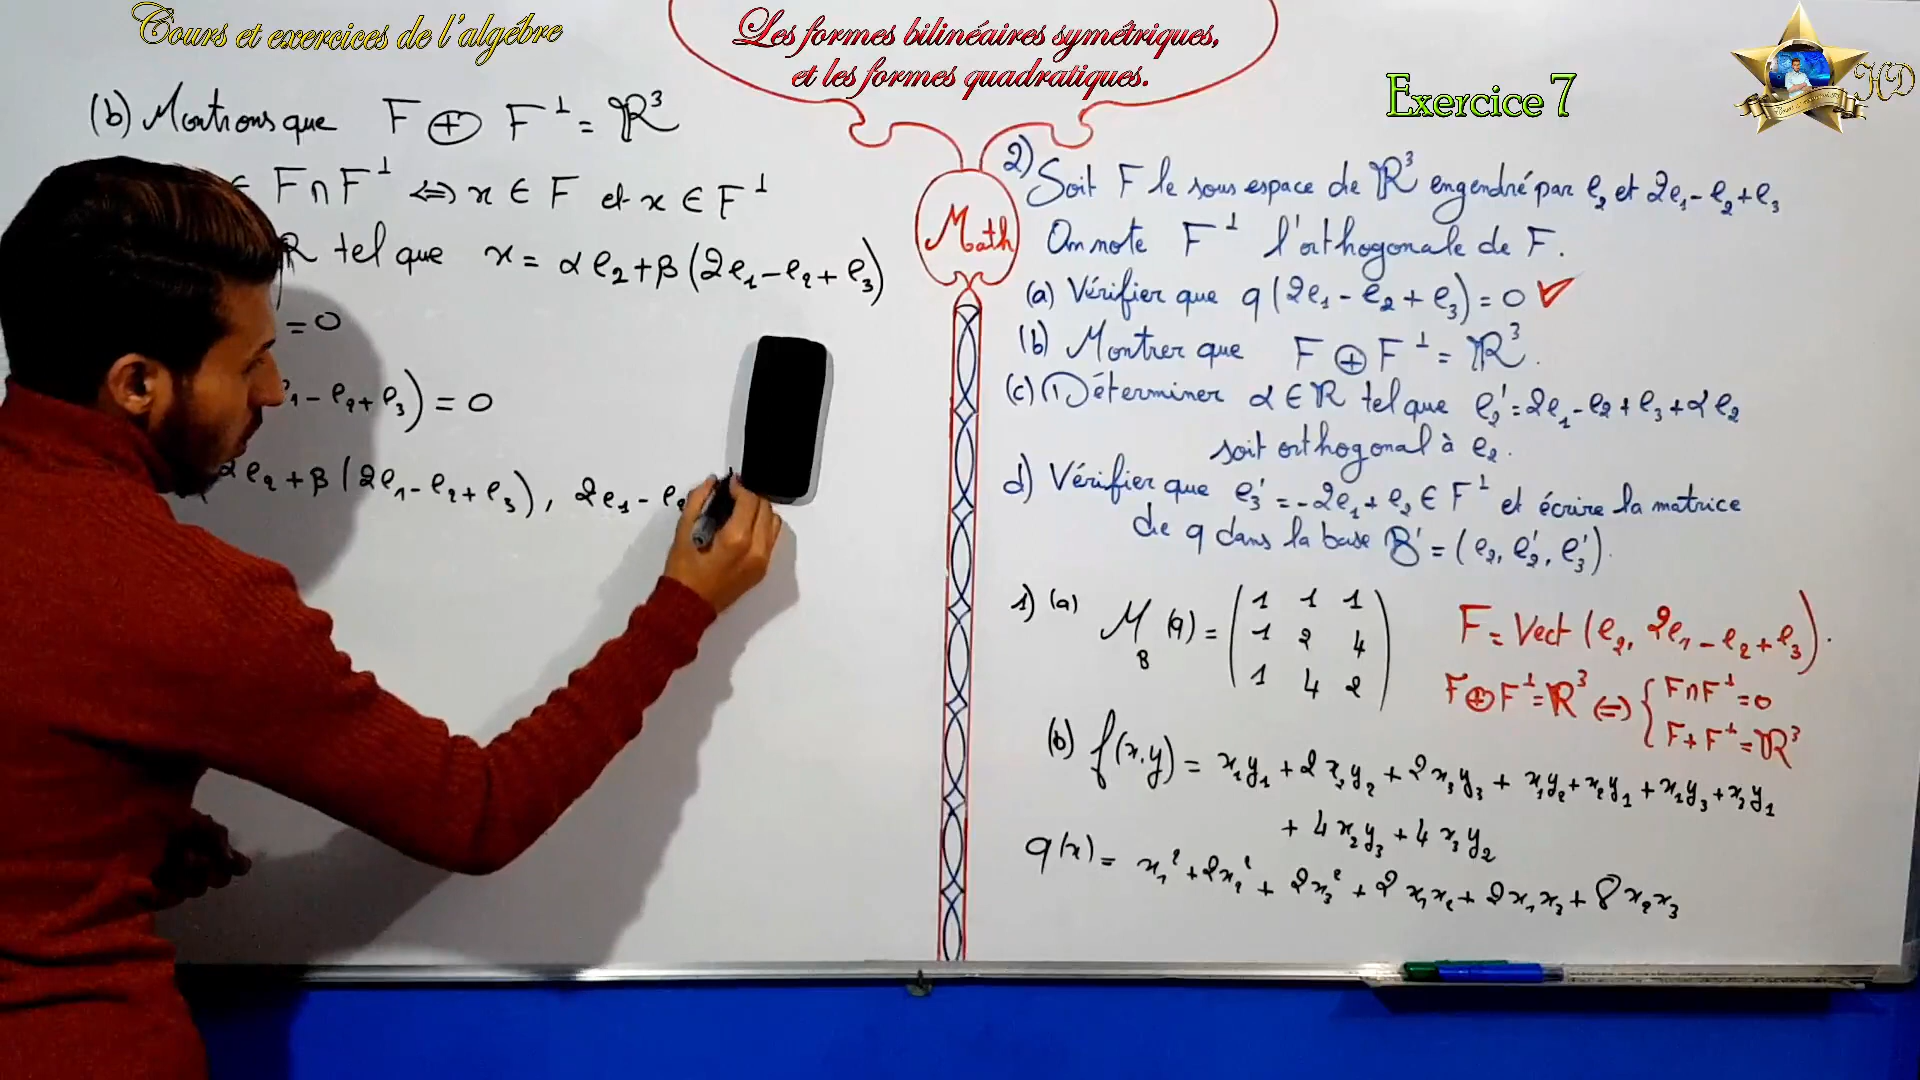 Cours et exercices de l'algébre
Les formes bilinéaires symétriques,
et les formes quadratiques.
Exercice 7
HD
(b) Montrons que F ⊕ F^⊥ = ℝ³
∈ F ∩ F^⊥ ⇔ x ∈ F et x ∈ F^⊥
ℝ tel que x = α e₂ + β (2e₁ - e₂ + e₃)
= 0
₁ - e₂ + e₃) = 0
e₂ + β (2e₁ - e₂ + e₃), 2e₁ - e₂
Math
2) Soit F le sous espace de ℝ³ engendré par e₂ et 2e₁ - e₂ + e₃
On note F^⊥ l'orthogonale de F.
(a) Vérifier que q (2e₁ - e₂ + e₃) = 0 ✓
(b) Montrer que F ⊕ F^⊥ = ℝ³.
(c) Déterminer α ∈ ℝ tel que e₂' = 2e₁ - e₂ + e₃ + α e₂
soit orthogonal à e₂.
d) Vérifier que e₃' = -2e₁ + e₂ ∈ F^⊥ et écrire la matrice
de q dans la base B' = (e₂, e₂', e₃').
1) (a) M_B (q) = ( 1 1 1
1 2 4
1 4 2 )
F = Vect (e₂, 2e₁ - e₂ + e₃).
F ⊕ F^⊥ = ℝ³ ⇔ { F ∩ F^⊥ = 0
F + F^⊥ = ℝ³
(b) f(x,y) = x₁y₁ + 2x₂y₂ + 2x₃y₃ + x₁y₂ + x₂y₁ + x₁y₃ + x₃y₁
+ 4x₂y₃ + 4x₃y₂
q(x) = x₁² + 2x₂² + 2x₃² + 2x₁x₂ + 2x₁x₃ + 8x₂x₃